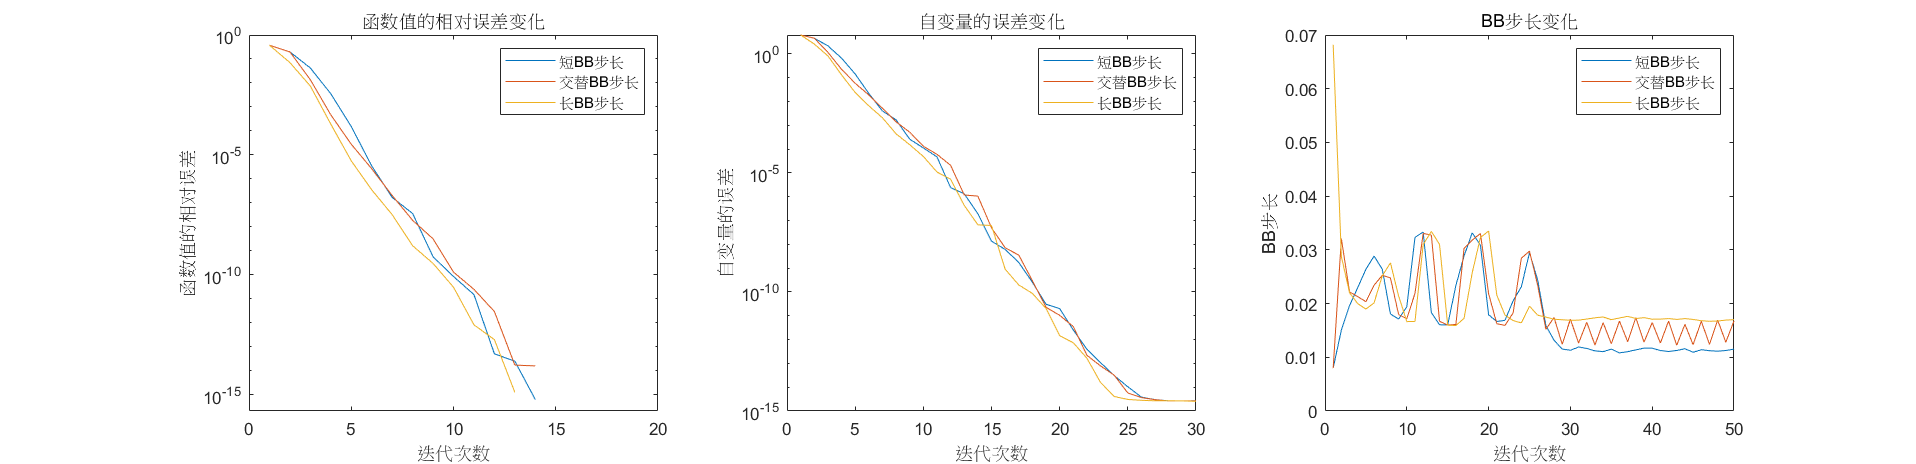 函数值的相对误差变化
10^0
10^-5
10^-10
10^-15
函数值的相对误差
0 5 10 15 20
迭代次数
短BB步长
交替BB步长
长BB步长
自变量的误差变化
10^0
10^-5
10^-10
10^-15
自变量的误差
0 5 10 15 20 25 30
迭代次数
短BB步长
交替BB步长
长BB步长
BB步长变化
0.07
0.06
0.05
0.04
0.03
0.02
0.01
0
BB步长
0 10 20 30 40 50
迭代次数
短BB步长
交替BB步长
长BB步长